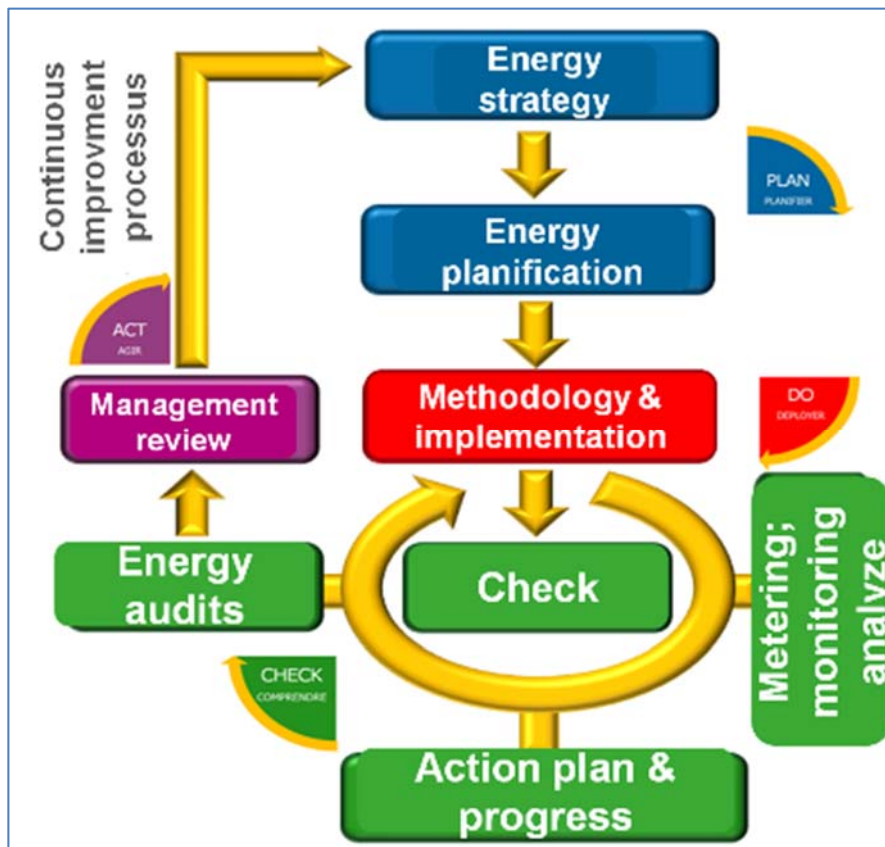 Continuous
improvment
processus
Energy
strategy
PLAN
PLANIFIER
Energy
planification
ACT
AGIR
Management
review
Methodology &
implementation
DO
DEPLOYER
Energy
audits
Check
Metering;
monitoring
analyze
CHECK
COMPRENDRE
Action plan &
progress